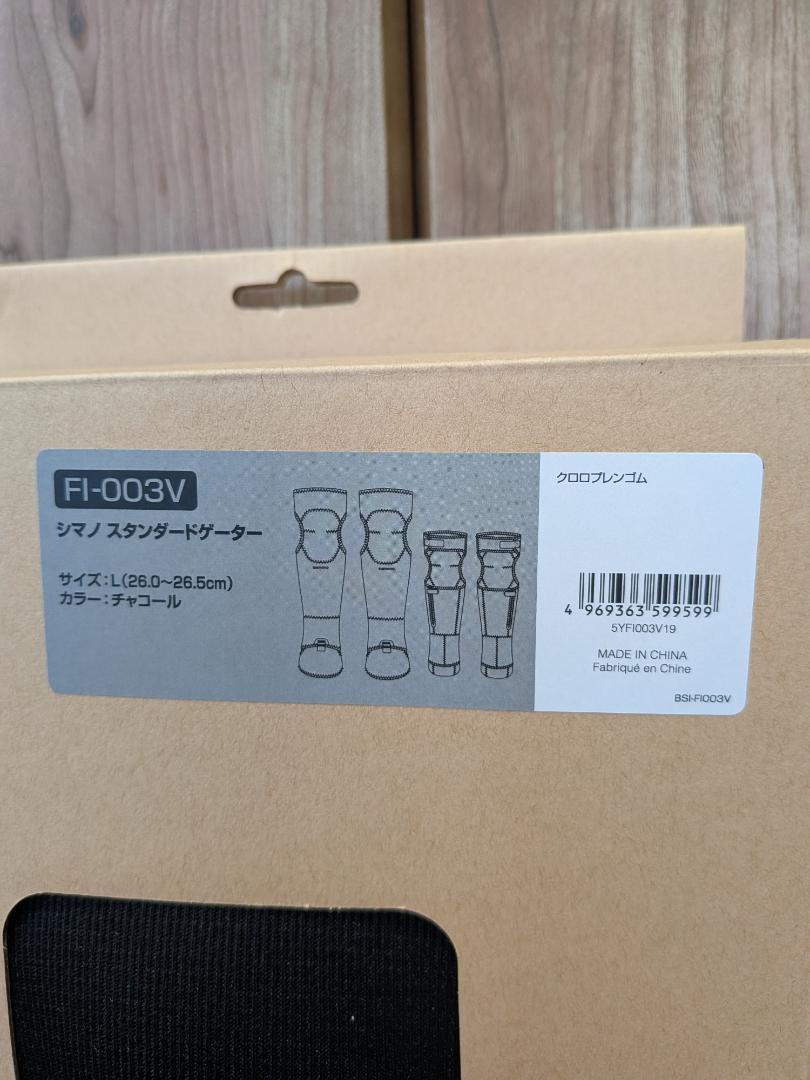 FI-003V
シマノ スタンダードゲーター
サイズ:L(26.0~26.5cm)
カラー:チャコール
クロロプレンゴム
4 969363 599599
5YFI003V19
MADE IN CHINA
Fabriqué en Chine
BSI-FI003V